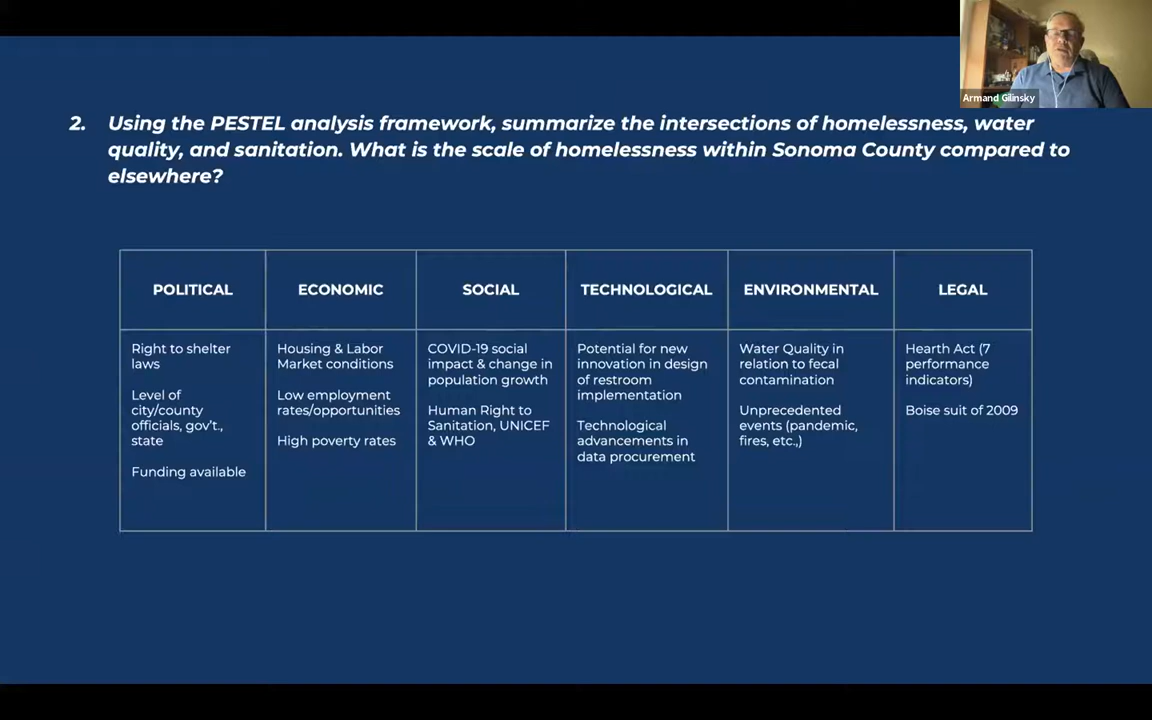 Armand Gilinsky
2. Using the PESTEL analysis framework, summarize the intersections of homelessness, water
quality, and sanitation. What is the scale of homelessness within Sonoma County compared to
elsewhere?
POLITICAL
ECONOMIC
SOCIAL
TECHNOLOGICAL
ENVIRONMENTAL
LEGAL
Right to shelter
laws
Level of
city/county
officials, gov't.,
state
Funding available
Housing & Labor
Market conditions
Low employment
rates/opportunities
High poverty rates
COVID-19 social
impact & change in
population growth
Human Right to
Sanitation, UNICEF
& WHO
Potential for new
innovation in design
of restroom
implementation
Technological
advancements in
data procurement
Water Quality in
relation to fecal
contamination
Unprecedented
events (pandemic,
fires, etc.,)
Hearth Act (7
performance
indicators)
Boise suit of 2009